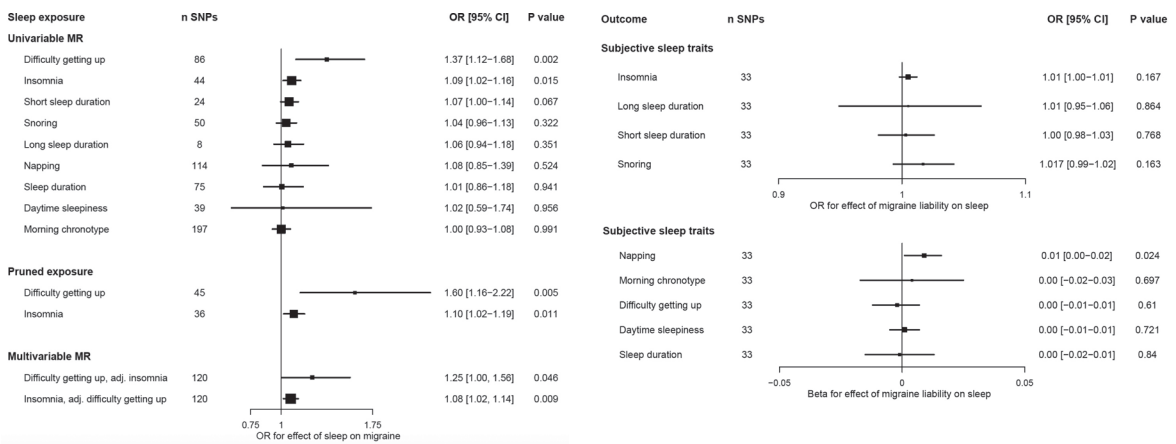 Sleep exposure n SNPs OR [95% CI] P value
Univariable MR
Difficulty getting up 86 1.37 [1.12−1.68] 0.002
Insomnia 44 1.09 [1.02−1.16] 0.015
Short sleep duration 24 1.07 [1.00−1.14] 0.067
Snoring 50 1.04 [0.96−1.13] 0.322
Long sleep duration 8 1.06 [0.94−1.18] 0.351
Napping 114 1.08 [0.85−1.39] 0.524
Sleep duration 75 1.01 [0.86−1.18] 0.941
Daytime sleepiness 39 1.02 [0.59−1.74] 0.956
Morning chronotype 197 1.00 [0.93−1.08] 0.991
Pruned exposure
Difficulty getting up 45 1.60 [1.16−2.22] 0.005
Insomnia 36 1.10 [1.02−1.19] 0.011
Multivariable MR
Difficulty getting up, adj. insomnia 120 1.25 [1.00, 1.56] 0.046
Insomnia, adj. difficulty getting up 120 1.08 [1.02, 1.14] 0.009
0.75 1 1.75
OR for effect of sleep on migraine
Outcome n SNPs OR [95% CI] P value
Subjective sleep traits
Insomnia 33 1.01 [1.00−1.01] 0.167
Long sleep duration 33 1.01 [0.95−1.06] 0.864
Short sleep duration 33 1.00 [0.98−1.03] 0.768
Snoring 33 1.017 [0.99−1.02] 0.163
0.9 1 1.1
OR for effect of migraine liability on sleep
Subjective sleep traits
Napping 33 0.01 [0.00−0.02] 0.024
Morning chronotype 33 0.00 [−0.02−0.03] 0.697
Difficulty getting up 33 0.00 [−0.01−0.01] 0.61
Daytime sleepiness 33 0.00 [−0.01−0.01] 0.721
Sleep duration 33 0.00 [−0.02−0.01] 0.84
−0.05 0 0.05
Beta for effect of migraine liability on sleep